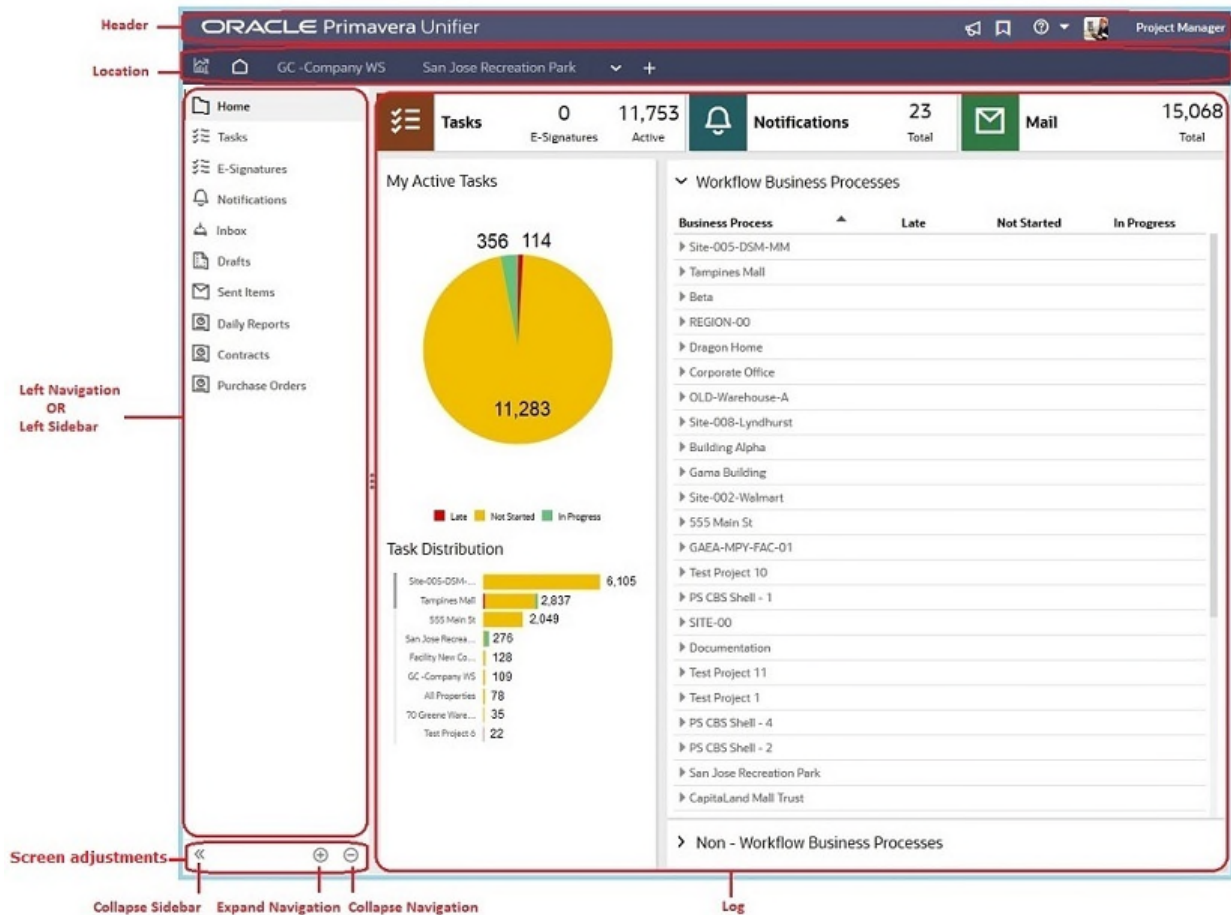 Header
ORACLE Primavera Unifier
Project Manager
Location
GC -Company WS
San Jose Recreation Park
Home
Tasks
E-Signatures
Notifications
Inbox
Drafts
Sent Items
Daily Reports
Contracts
Purchase Orders
Left Navigation
OR
Left Sidebar
Tasks
0
E-Signatures
11,753
Active
Notifications
23
Total
Mail
15,068
Total
My Active Tasks
356 114
11,283
Late Not Started In Progress
Task Distribution
Site-005-DSM-... 6,105
Tampines Mall 2,837
555 Main St 2,049
San Jose Recrea... 276
Facility New Co... 128
GC -Company WS 109
All Properties 78
70 Greene Ware... 35
Test Project 6 22
Workflow Business Processes
Business Process Late Not Started In Progress
Site-005-DSM-MM
Tampines Mall
Beta
REGION-00
Dragon Home
Corporate Office
OLD-Warehouse-A
Site-008-Lyndhurst
Building Alpha
Gama Building
Site-002-Walmart
555 Main St
GAEA-MPY-FAC-01
Test Project 10
PS CBS Shell - 1
SITE-00
Documentation
Test Project 11
Test Project 1
PS CBS Shell - 4
PS CBS Shell - 2
San Jose Recreation Park
CapitaLand Mall Trust
Non - Workflow Business Processes
Screen adjustments
Collapse Sidebar
Expand Navigation
Collapse Navigation
Log